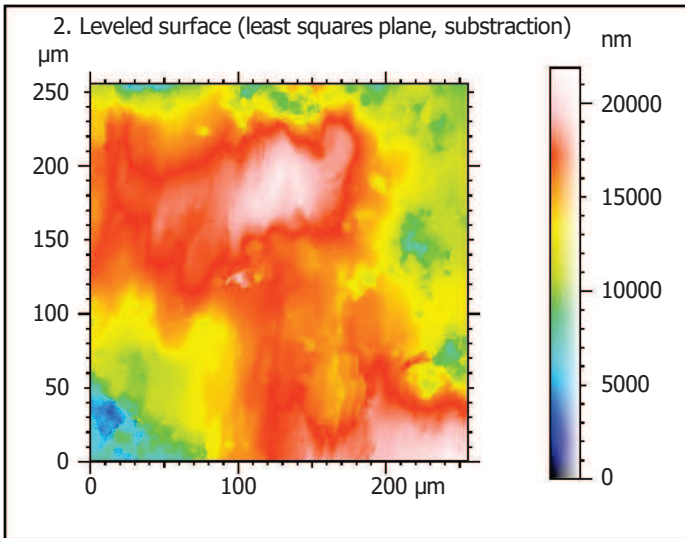 2. Leveled surface (least squares plane, substraction)
µm
nm
250
200
150
100
50
0
0 100 200 µm
20000
15000
10000
5000
0